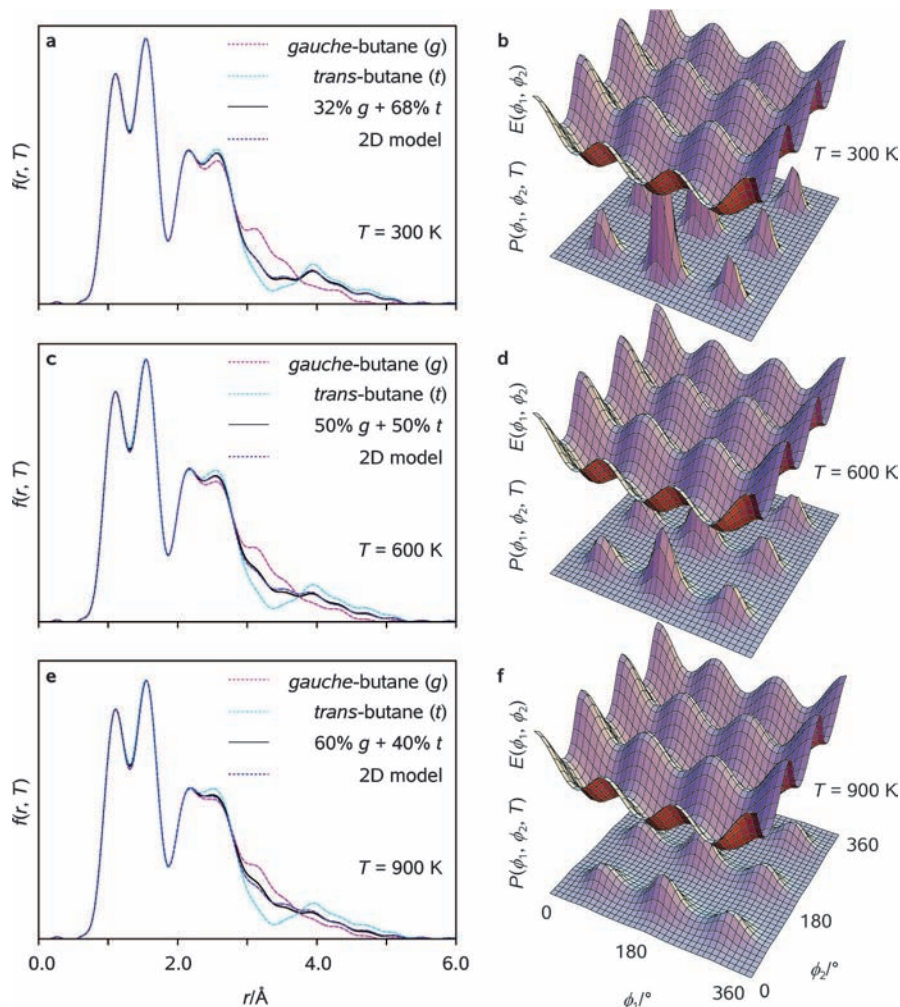 a
gauche-butane (g)
trans-butane (t)
32% g + 68% t
2D model
T = 300 K
f(r, T)
b
E(ϕ₁, ϕ₂)
P(ϕ₁, ϕ₂, T)
T = 300 K
c
gauche-butane (g)
trans-butane (t)
50% g + 50% t
2D model
T = 600 K
f(r, T)
d
E(ϕ₁, ϕ₂)
P(ϕ₁, ϕ₂, T)
T = 600 K
e
gauche-butane (g)
trans-butane (t)
60% g + 40% t
2D model
T = 900 K
f(r, T)
0.0 2.0 4.0 6.0
r/Å
f
E(ϕ₁, ϕ₂)
P(ϕ₁, ϕ₂, T)
T = 900 K
0
180
360
ϕ₁/°
0
180
360
ϕ₂/°